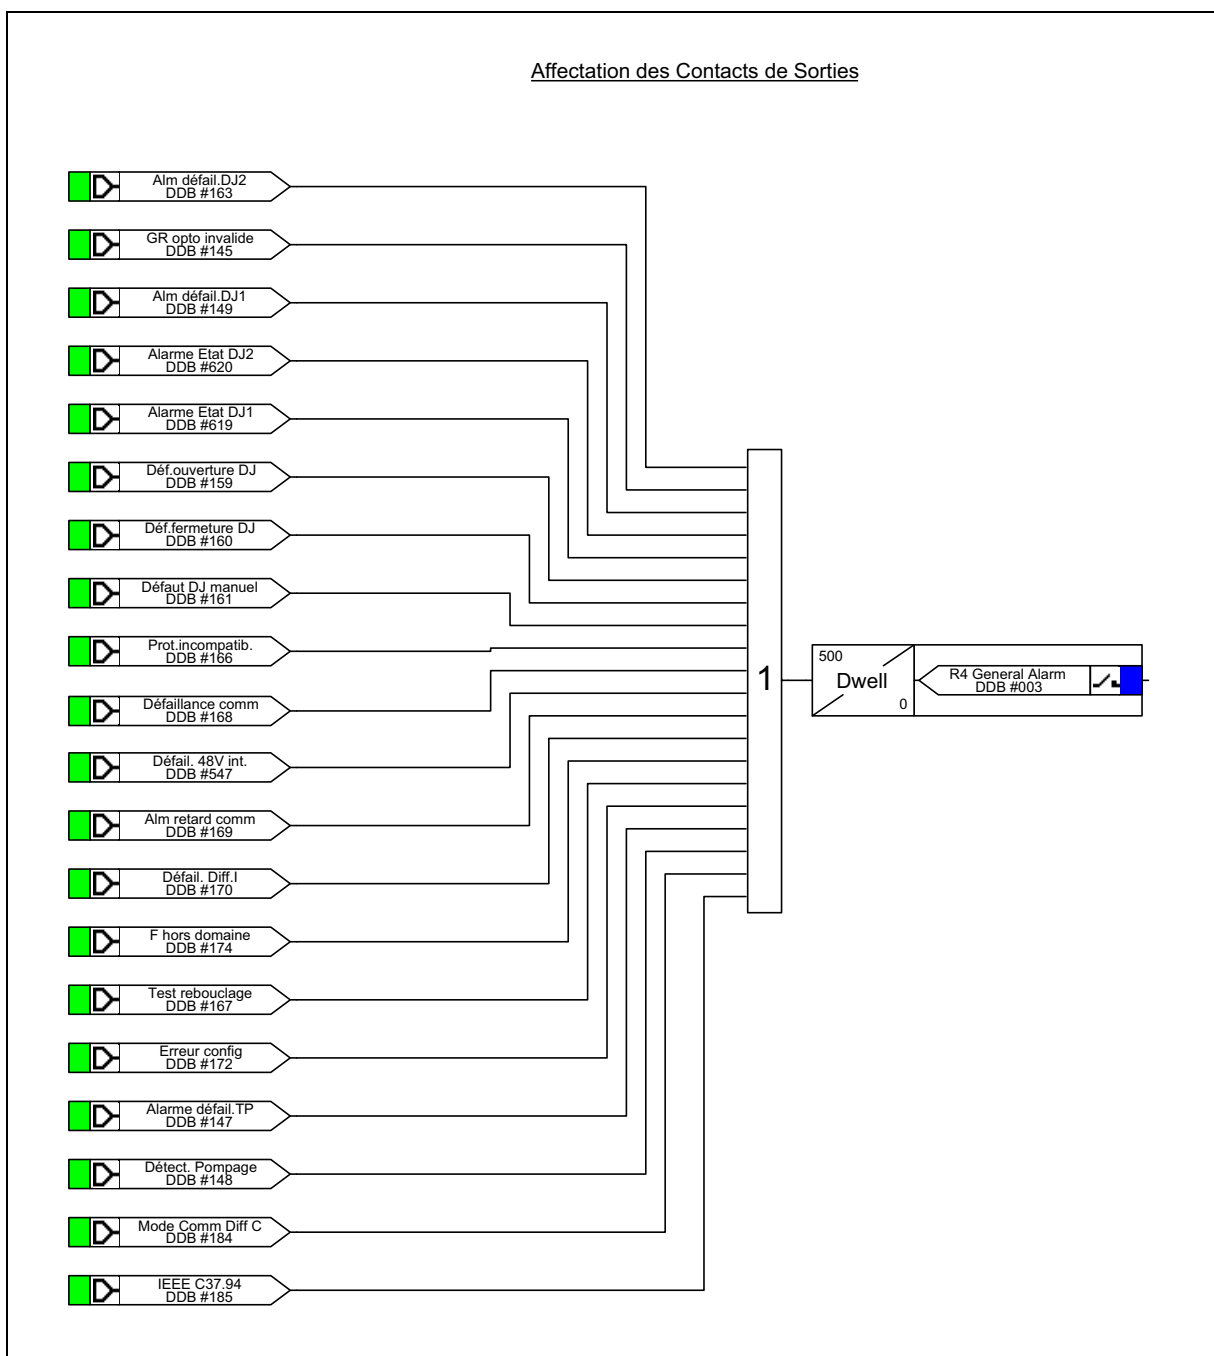 Affectation des Contacts de Sorties
Alm défail.DJ2
DDB #163
GR opto invalide
DDB #145
Alm défail.DJ1
DDB #149
Alarme Etat DJ2
DDB #620
Alarme Etat DJ1
DDB #619
Déf.ouverture DJ
DDB #159
Déf.fermeture DJ
DDB #160
Défaut DJ manuel
DDB #161
Prot.incompatib.
DDB #166
Défaillance comm
DDB #168
Défail. 48V int.
DDB #547
Alm retard comm
DDB #169
Défail. Diff.I
DDB #170
F hors domaine
DDB #174
Test rebouclage
DDB #167
Erreur config
DDB #172
Alarme défail.TP
DDB #147
Détect. Pompage
DDB #148
Mode Comm Diff C
DDB #184
IEEE C37.94
DDB #185
1
500
Dwell
0
R4 General Alarm
DDB #003